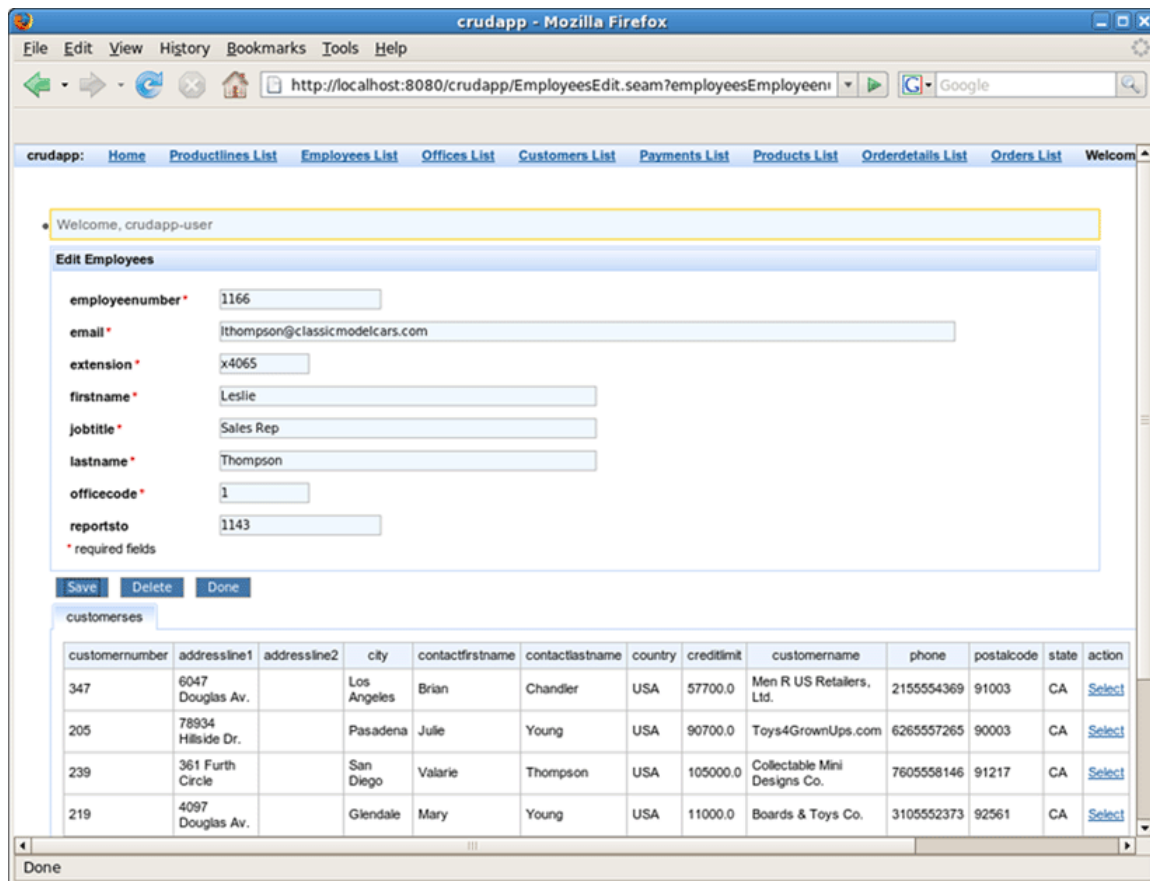 crudapp - Mozilla Firefox
File Edit View History Bookmarks Tools Help
http://localhost:8080/crudapp/EmployeesEdit.seam?employeesEmployeen
G Google
crudapp: Home Productlines List Employees List Offices List Customers List Payments List Products List Orderdetails List Orders List Welcom
Welcome, crudapp-user
Edit Employees
employeenumber* 1166
email* lthompson@classicmodelcars.com
extension* x4065
firstname* Leslie
jobtitle* Sales Rep
lastname* Thompson
officecode* 1
reportsto 1143
* required fields
Save Delete Done
customerses
customernumber addressline1 addressline2 city contactfirstname contactlastname country creditlimit customername phone postalcode state action
347 6047 Douglas Av. Los Angeles Brian Chandler USA 57700.0 Men R US Retailers, Ltd. 2155554369 91003 CA Select
205 78934 Hillside Dr. Pasadena Julie Young USA 90700.0 Toys4GrownUps.com 6265557265 90003 CA Select
239 361 Furth Circle San Diego Valarie Thompson USA 105000.0 Collectable Mini Designs Co. 7605558146 91217 CA Select
219 4097 Douglas Av. Glendale Mary Young USA 11000.0 Boards & Toys Co. 3105552373 92561 CA Select
Done